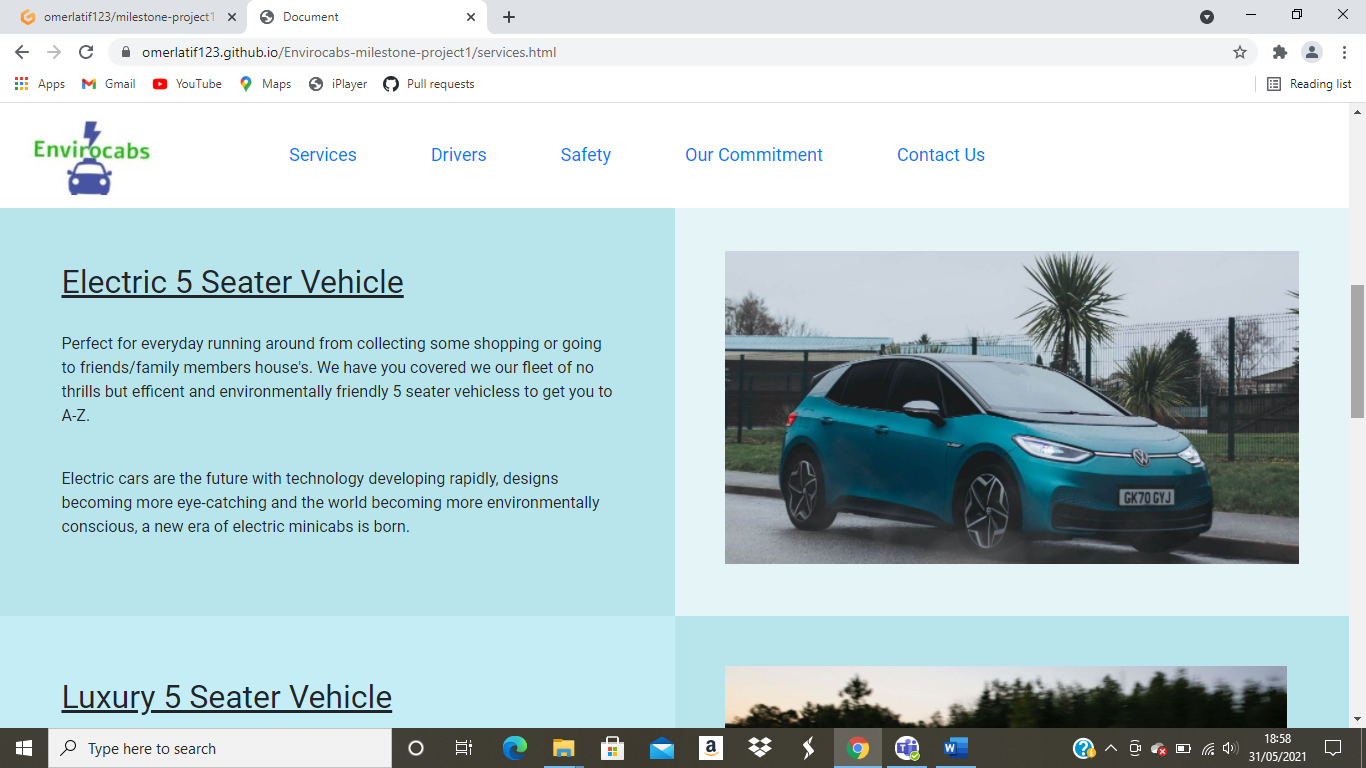 omerlatif123/milestone-project1
Document
omerlatif123.github.io/Envirocabs-milestone-project1/services.html
Apps
Gmail
YouTube
Maps
iPlayer
Pull requests
Reading list
Envirocabs
Services
Drivers
Safety
Our Commitment
Contact Us
Electric 5 Seater Vehicle
Perfect for everyday running around from collecting some shopping or going
to friends/family members house's. We have you covered we our fleet of no
thrills but efficent and environmentally friendly 5 seater vehicless to get you to
A-Z.
Electric cars are the future with technology developing rapidly, designs
becoming more eye-catching and the world becoming more environmentally
conscious, a new era of electric minicabs is born.
GK70 GYJ
Luxury 5 Seater Vehicle
Type here to search
18:58
31/05/2021